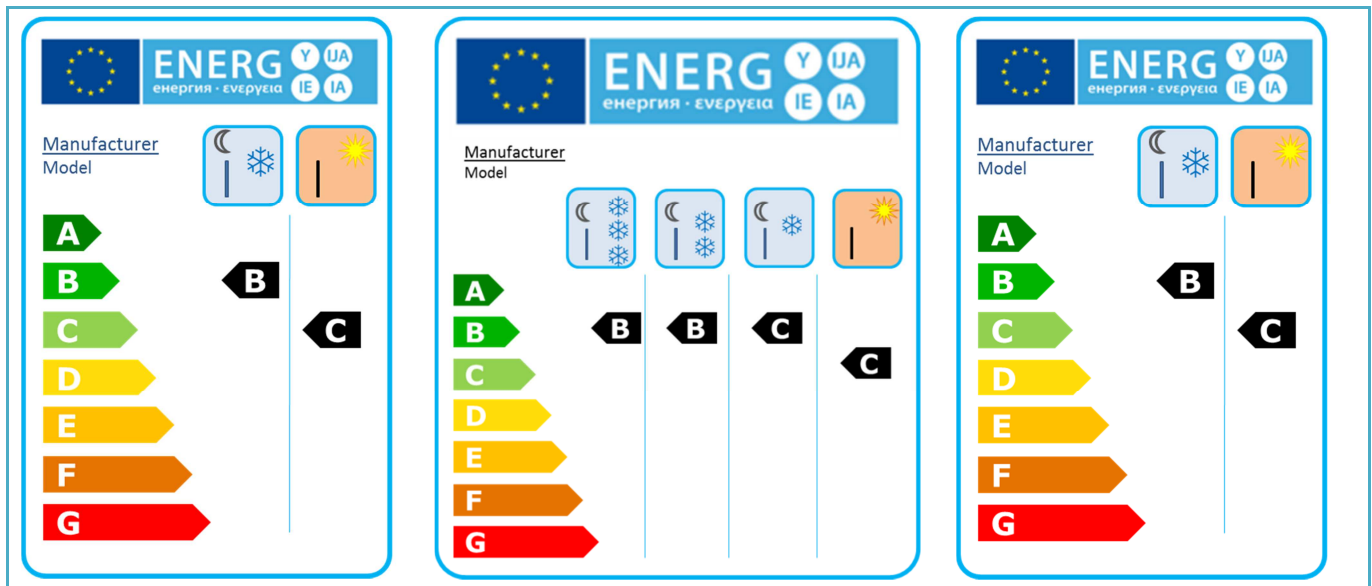 ENERG Y IJA
енергия · ενεργεια IE IA
Manufacturer
Model
A
B B
C C
D
E
F
G
ENERG Y IJA
енергия · ενεργεια IE IA
Manufacturer
Model
A
B B B C
C C
D
E
F
G
ENERG Y IJA
енергия · ενεργεια IE IA
Manufacturer
Model
A
B B
C C
D
E
F
G